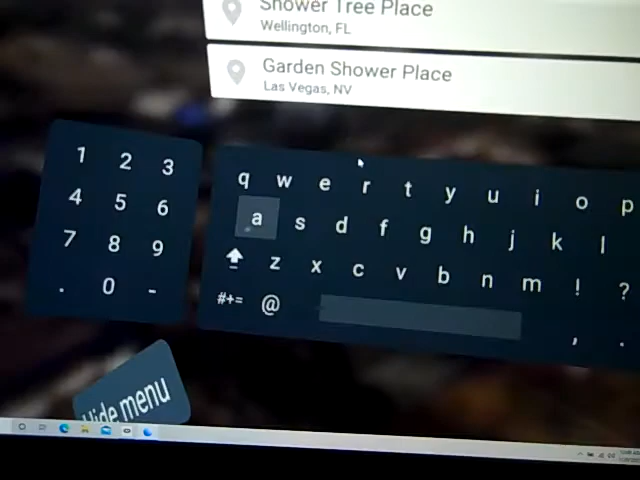 Shower Tree Place
Wellington, FL
Garden Shower Place
Las Vegas, NV
1 2 3
4 5 6
7 8 9
. 0 -
q w e r t y u i o p
a s d f g h j k l
z x c v b n m ! ?
#+= @ , .
Hide menu